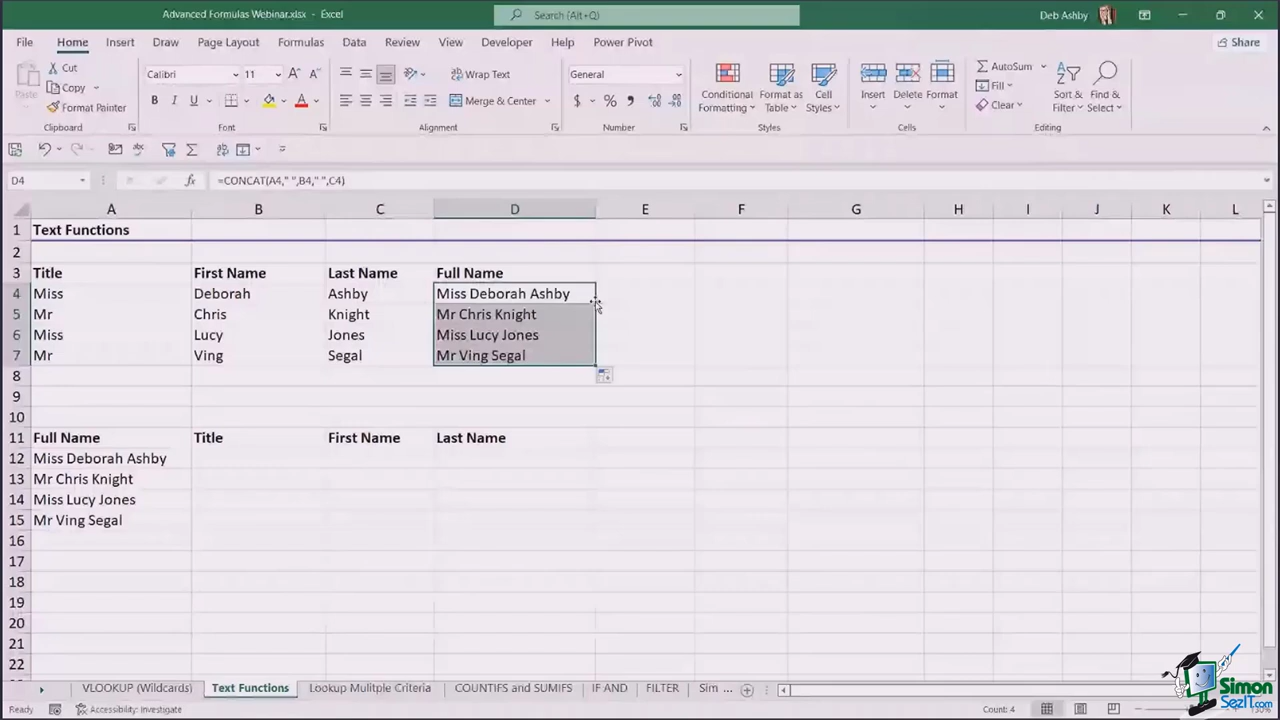 Advanced Formulas Webinar.xlsx - Excel
Search (Alt+Q)
Deb Ashby
File Home Insert Draw Page Layout Formulas Data Review View Developer Help Power Pivot
Share
Paste
Cut
Copy
Format Painter
Clipboard
Calibri 11
B I U
Font
Wrap Text
Merge & Center
Alignment
General
$ % ,
Number
Conditional Formatting
Format as Table
Cell Styles
Styles
Insert Delete Format
Cells
AutoSum
Fill
Clear
Sort & Filter
Find & Select
Editing
D4 fx =CONCAT(A4," ",B4," ",C4)
A B C D E F G H I J K L
1 Text Functions
2
3 Title First Name Last Name Full Name
4 Miss Deborah Ashby Miss Deborah Ashby
5 Mr Chris Knight Mr Chris Knight
6 Miss Lucy Jones Miss Lucy Jones
7 Mr Ving Segal Mr Ving Segal
8
9
10
11 Full Name Title First Name Last Name
12 Miss Deborah Ashby
13 Mr Chris Knight
14 Miss Lucy Jones
15 Mr Ving Segal
16
17
18
19
20
21
22
VLOOKUP (Wildcards) Text Functions Lookup Mulitple Criteria COUNTIFS and SUMIFS IF AND FILTER Sim ...
Ready Accessibility: Investigate Count: 4 130%
Simon
SezIT.com